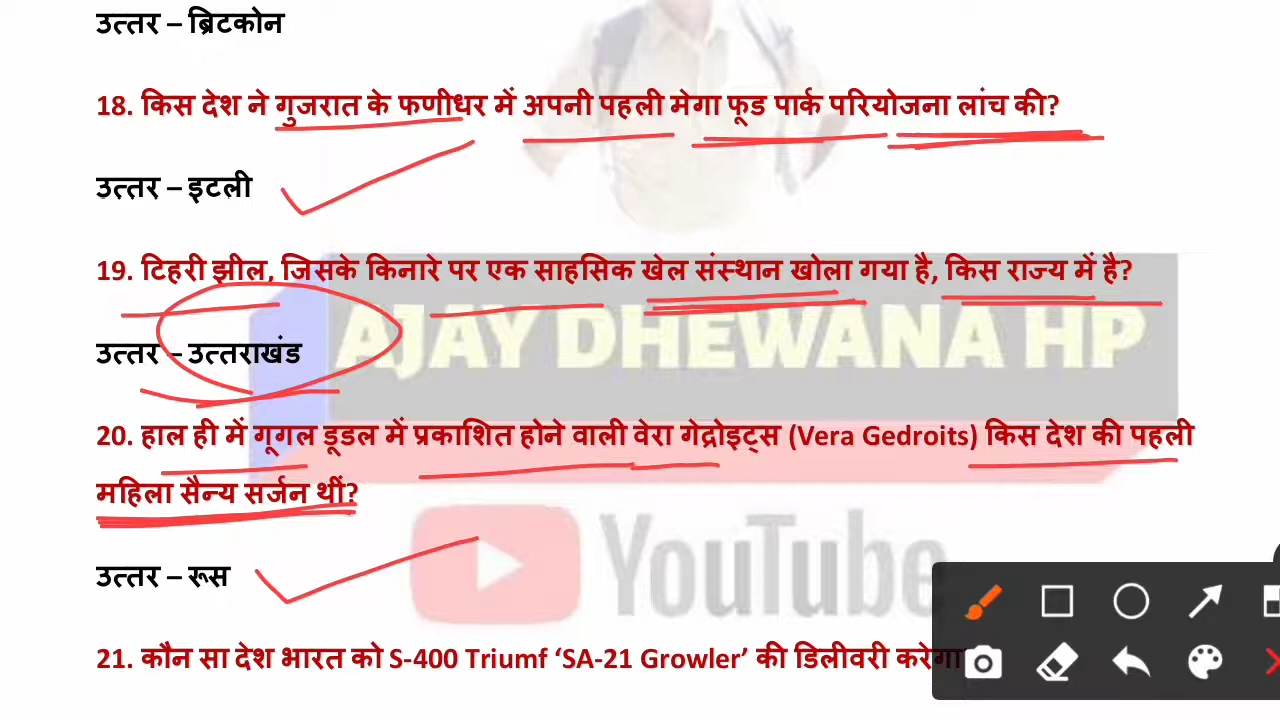 उत्तर – ब्रिटकोन
18. किस देश ने गुजरात के फणीधर में अपनी पहली मेगा फूड पार्क परियोजना लांच की?
उत्तर – इटली
19. टिहरी झील, जिसके किनारे पर एक साहसिक खेल संस्थान खोला गया है, किस राज्य में है?
AJAY DHEWANA HP
उत्तर – उत्तराखंड
20. हाल ही में गूगल डूडल में प्रकाशित होने वाली वेरा गेद्रोइट्स (Vera Gedroits) किस देश की पहली
महिला सैन्य सर्जन थीं?
YouTube
उत्तर – रूस
21. कौन सा देश भारत को S-400 Triumf ‘SA-21 Growler’ की डिलीवरी करेगा